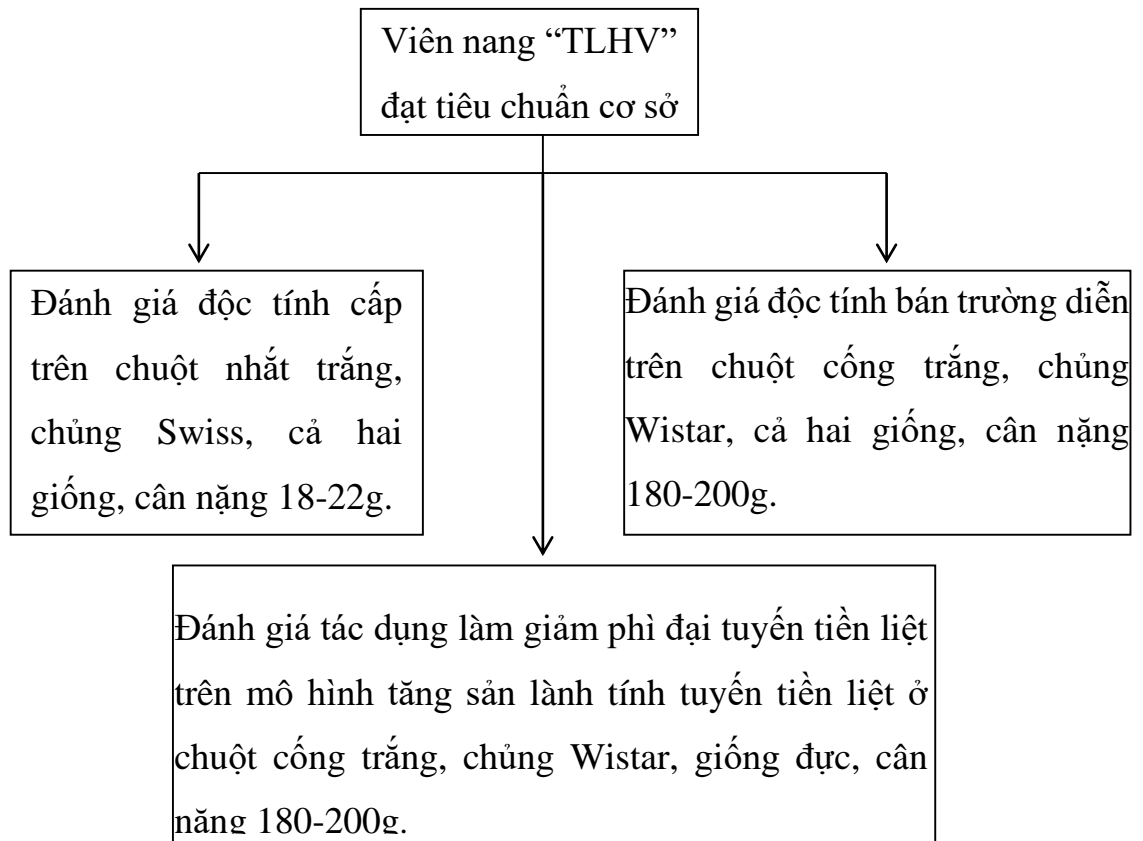 Viên nang “TLHV”
đạt tiêu chuẩn cơ sở
Đánh giá độc tính cấp
trên chuột nhắt trắng,
chủng Swiss, cả hai
giống, cân nặng 18-22g.
Đánh giá độc tính bán trường diễn
trên chuột cống trắng, chủng
Wistar, cả hai giống, cân nặng
180-200g.
Đánh giá tác dụng làm giảm phì đại tuyến tiền liệt
trên mô hình tăng sản lành tính tuyến tiền liệt ở
chuột cống trắng, chủng Wistar, giống đực, cân
nặng 180-200g.